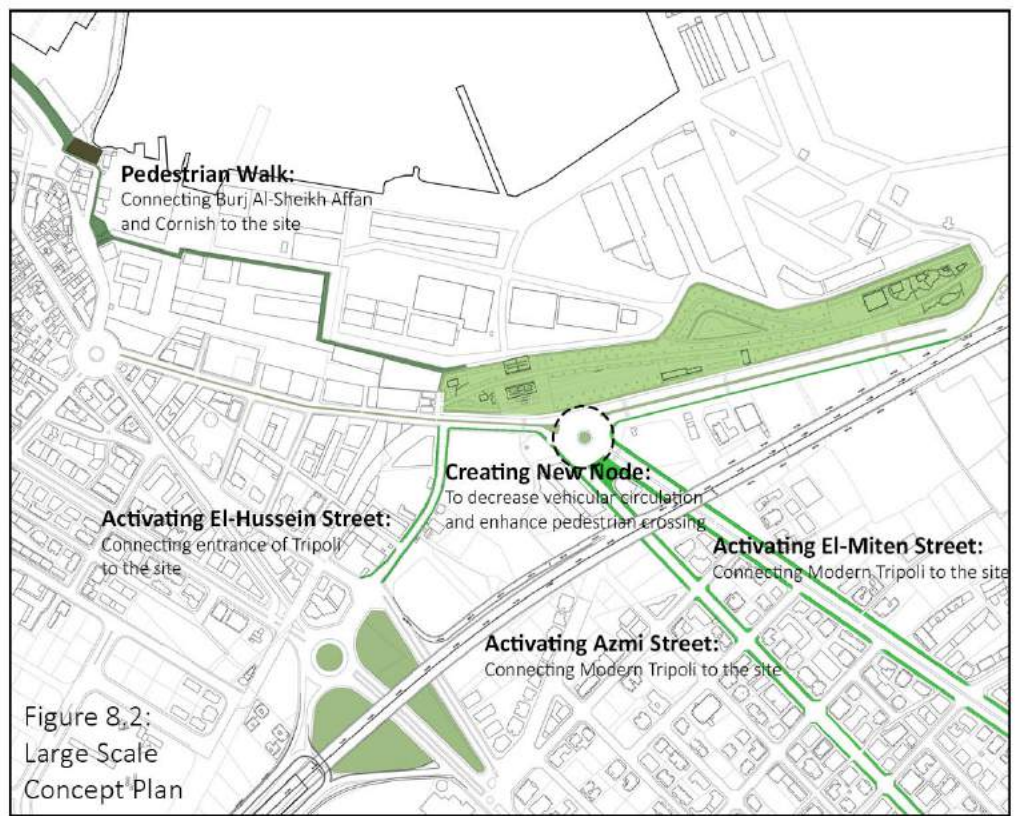 Pedestrian Walk:
Connecting Burj Al-Sheikh Affan
and Cornish to the site
Creating New Node:
To decrease vehicular circulation
and enhance pedestrian crossing
Activating El-Hussein Street:
Connecting entrance of Tripoli
to the site
Activating El-Miten Street:
Connecting Modern Tripoli to the site
Activating Azmi Street:
Connecting Modern Tripoli to the site
Figure 8.2:
Large Scale
Concept Plan